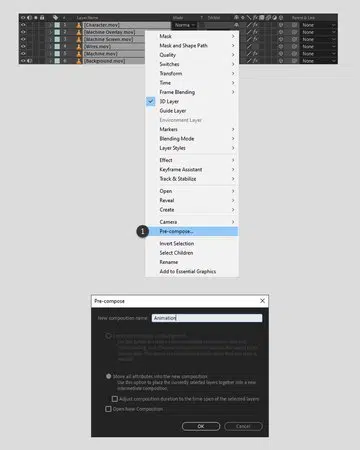 # Layer Name Mode T TrkMat Parent & Link
1 [Character.mov] Norma None
2 [Machine Overlay.mov] None
3 [Machine Screen.mov] None
4 [Wires.mov] None
5 [Machine.mov] None
6 [Background.mov] None
Mask
Mask and Shape Path
Quality
Switches
Transform
Time
Frame Blending
3D Layer
Guide Layer
Environment Layer
Markers
Blending Mode
Layer Styles
Effect
Keyframe Assistant
Track & Stabilize
Open
Reveal
Create
Camera
1 Pre-compose...
Invert Selection
Select Children
Rename
Add to Essential Graphics
Pre-compose
New composition name: Animation
Move all attributes into the new composition
Use this option to place the currently selected layers together into a new
intermediate composition.
Adjust composition duration to the time span of the selected layers
Open New Composition
OK Cancel